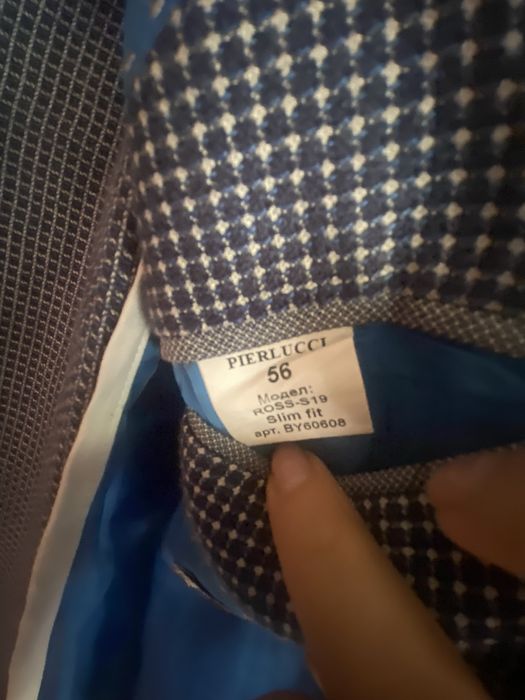 PIERLUCCI
56
Модел:
ROSS-S19
Slim fit
арт. BY60608